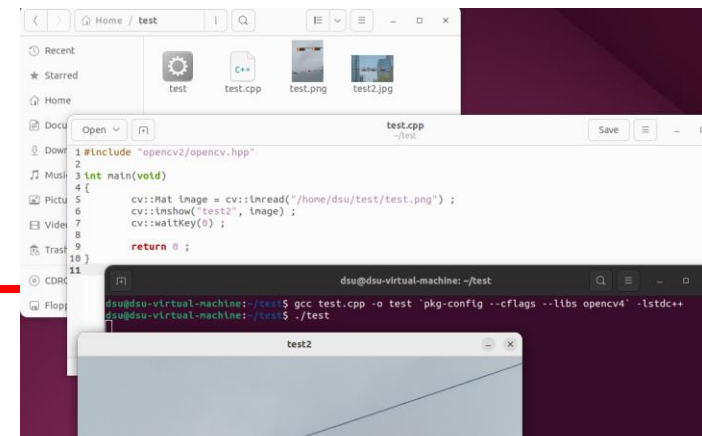 Home / test
Recent
Starred
Home
Docu
Down
Musi
Pictu
Vide
Trash
CDRO
Flopp
test
C++
test.cpp
test.png
test2.jpg
Open
test.cpp
~/test
Save
1 #include "opencv2/opencv.hpp"
2
3 int main(void)
4 {
5 cv::Mat image = cv::imread("/home/dsu/test/test.png") ;
6 cv::imshow("test2", image) ;
7 cv::waitKey(0) ;
8
9 return 0 ;
10 }
11
dsu@dsu-virtual-machine: ~/test
dsu@dsu-virtual-machine:~/test$ gcc test.cpp -o test `pkg-config --cflags --libs opencv4` -lstdc++
dsu@dsu-virtual-machine:~/test$ ./test
test2